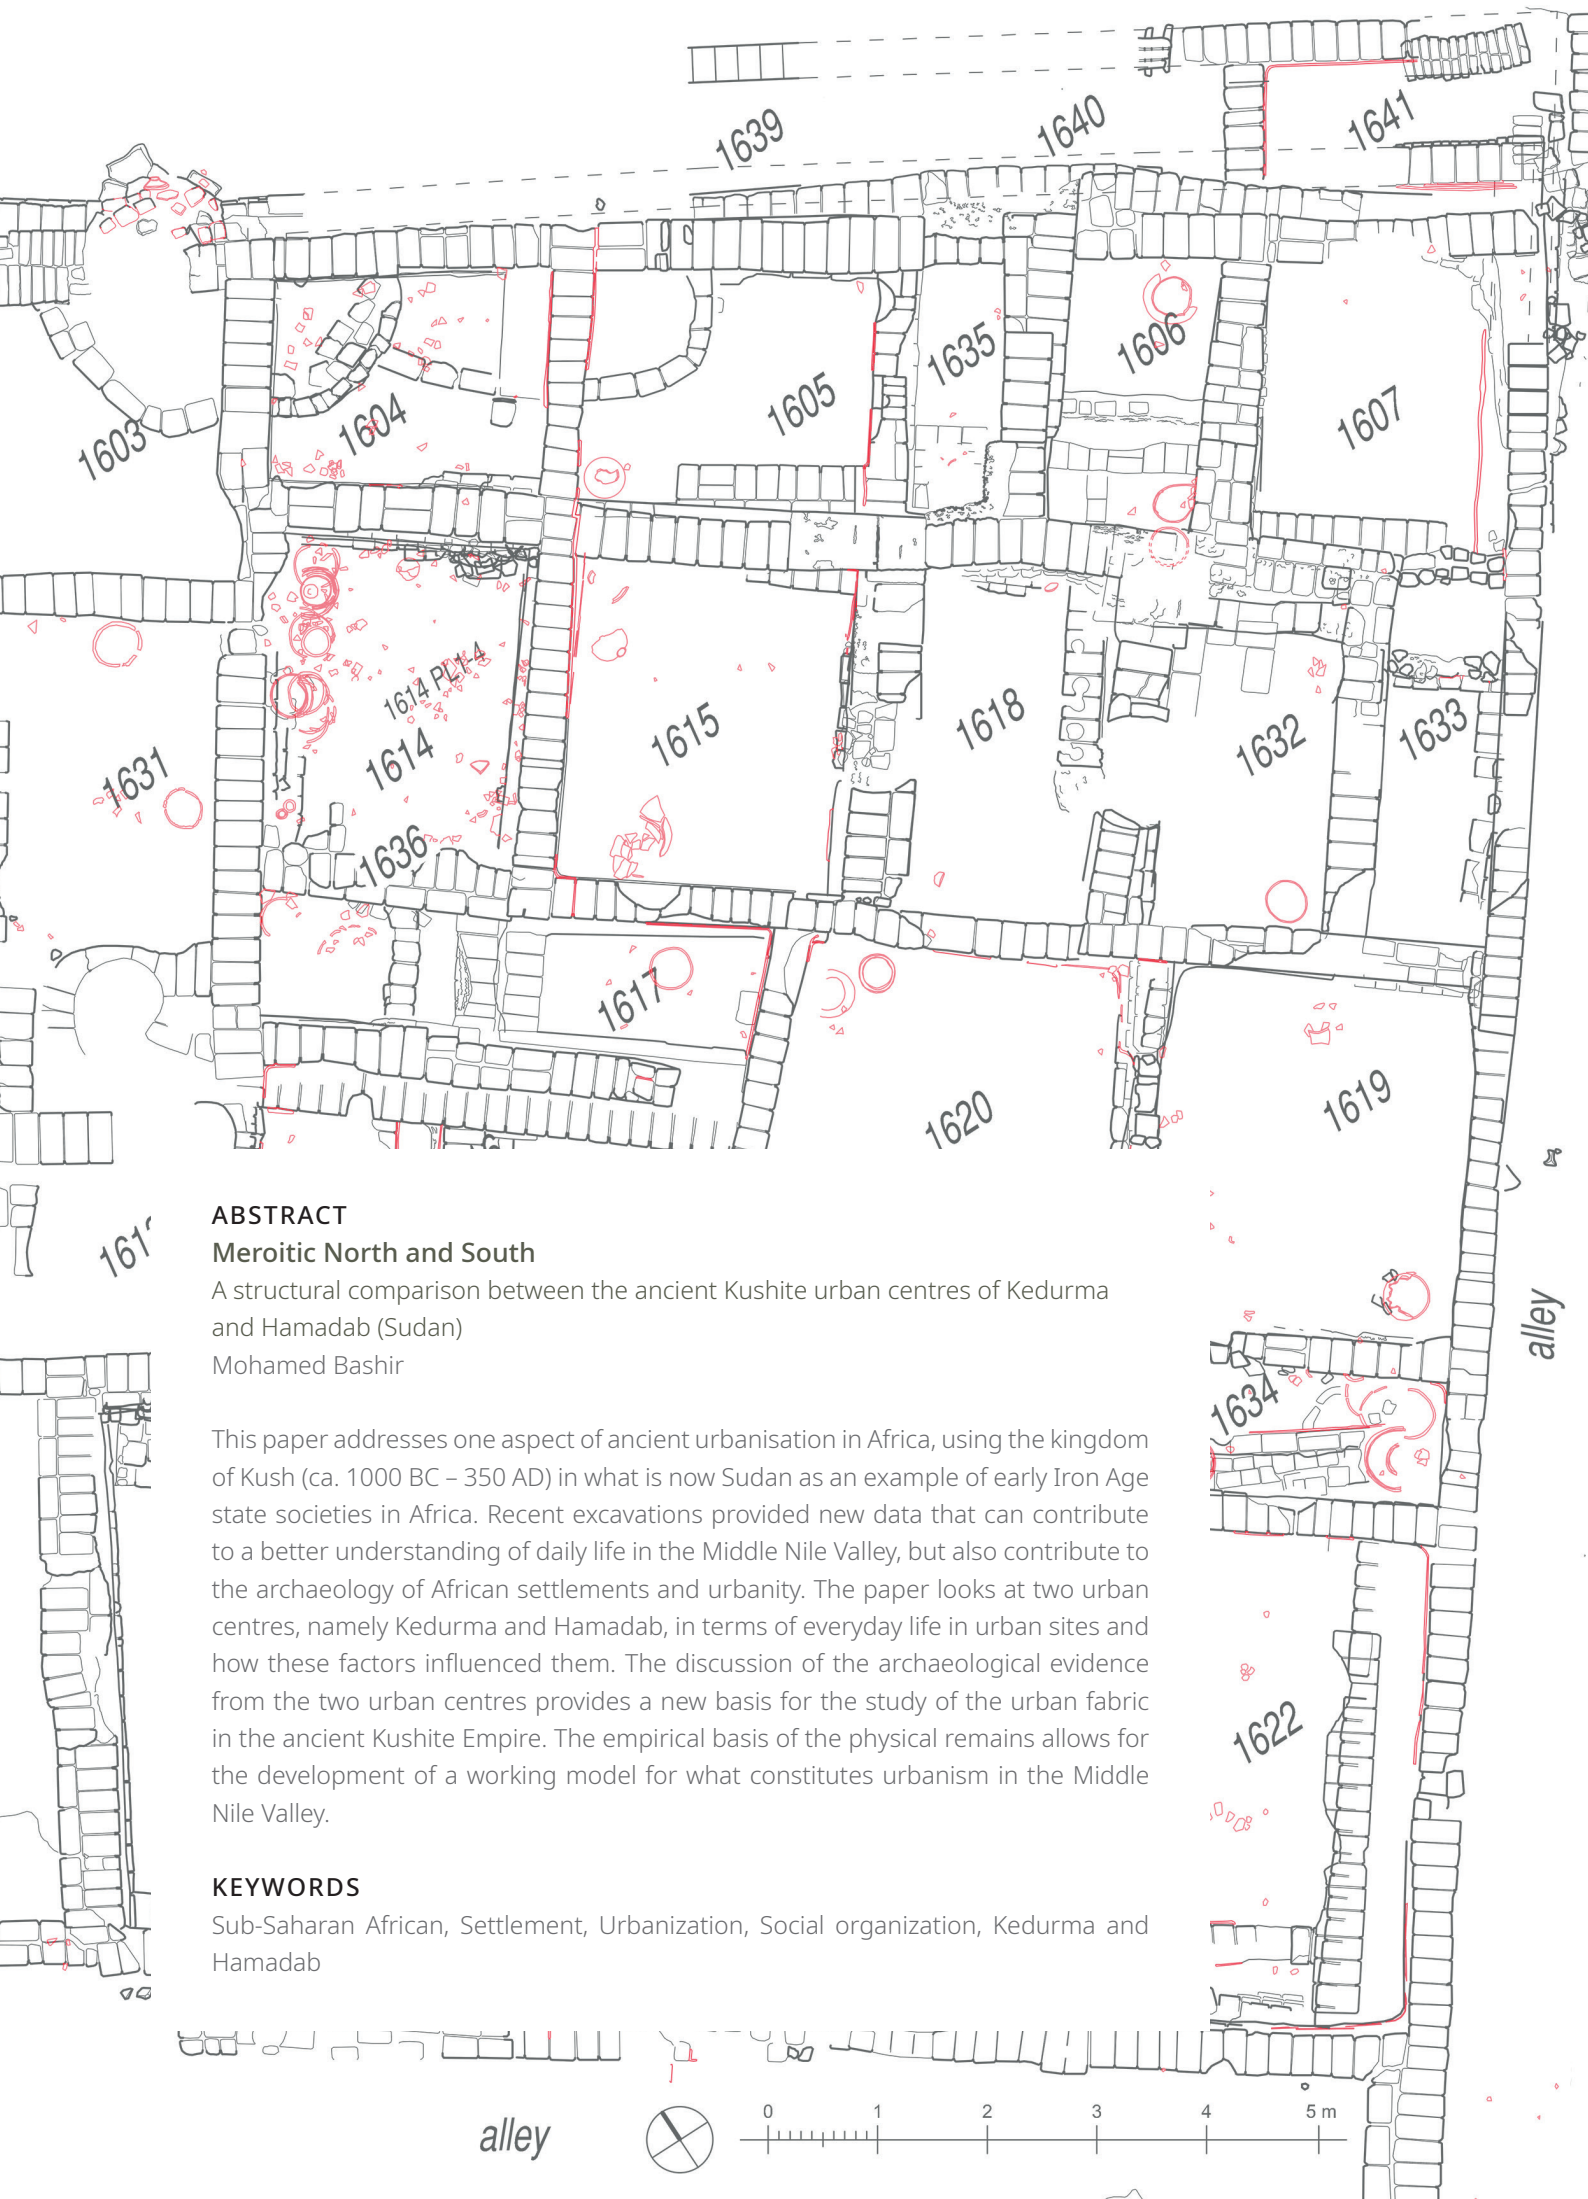 1639
1640
1641
1635
1606
1605
1607
1604
1603
1614 PL1-4
1615
1618
1632
1633
1614
1631
1636
1617
1620
1619
ABSTRACT
Meroitic North and South
A structural comparison between the ancient Kushite urban centres of Kedurma
and Hamadab (Sudan)
Mohamed Bashir
This paper addresses one aspect of ancient urbanisation in Africa, using the kingdom
of Kush (ca. 1000 BC – 350 AD) in what is now Sudan as an example of early Iron Age
state societies in Africa. Recent excavations provided new data that can contribute
to a better understanding of daily life in the Middle Nile Valley, but also contribute to
the archaeology of African settlements and urbanity. The paper looks at two urban
centres, namely Kedurma and Hamadab, in terms of everyday life in urban sites and
how these factors influenced them. The discussion of the archaeological evidence
from the two urban centres provides a new basis for the study of the urban fabric
in the ancient Kushite Empire. The empirical basis of the physical remains allows for
the development of a working model for what constitutes urbanism in the Middle
Nile Valley.
KEYWORDS
Sub-Saharan African, Settlement, Urbanization, Social organization, Kedurma and
Hamadab
alley
1634
1622
alley
0 1 2 3 4 5 m